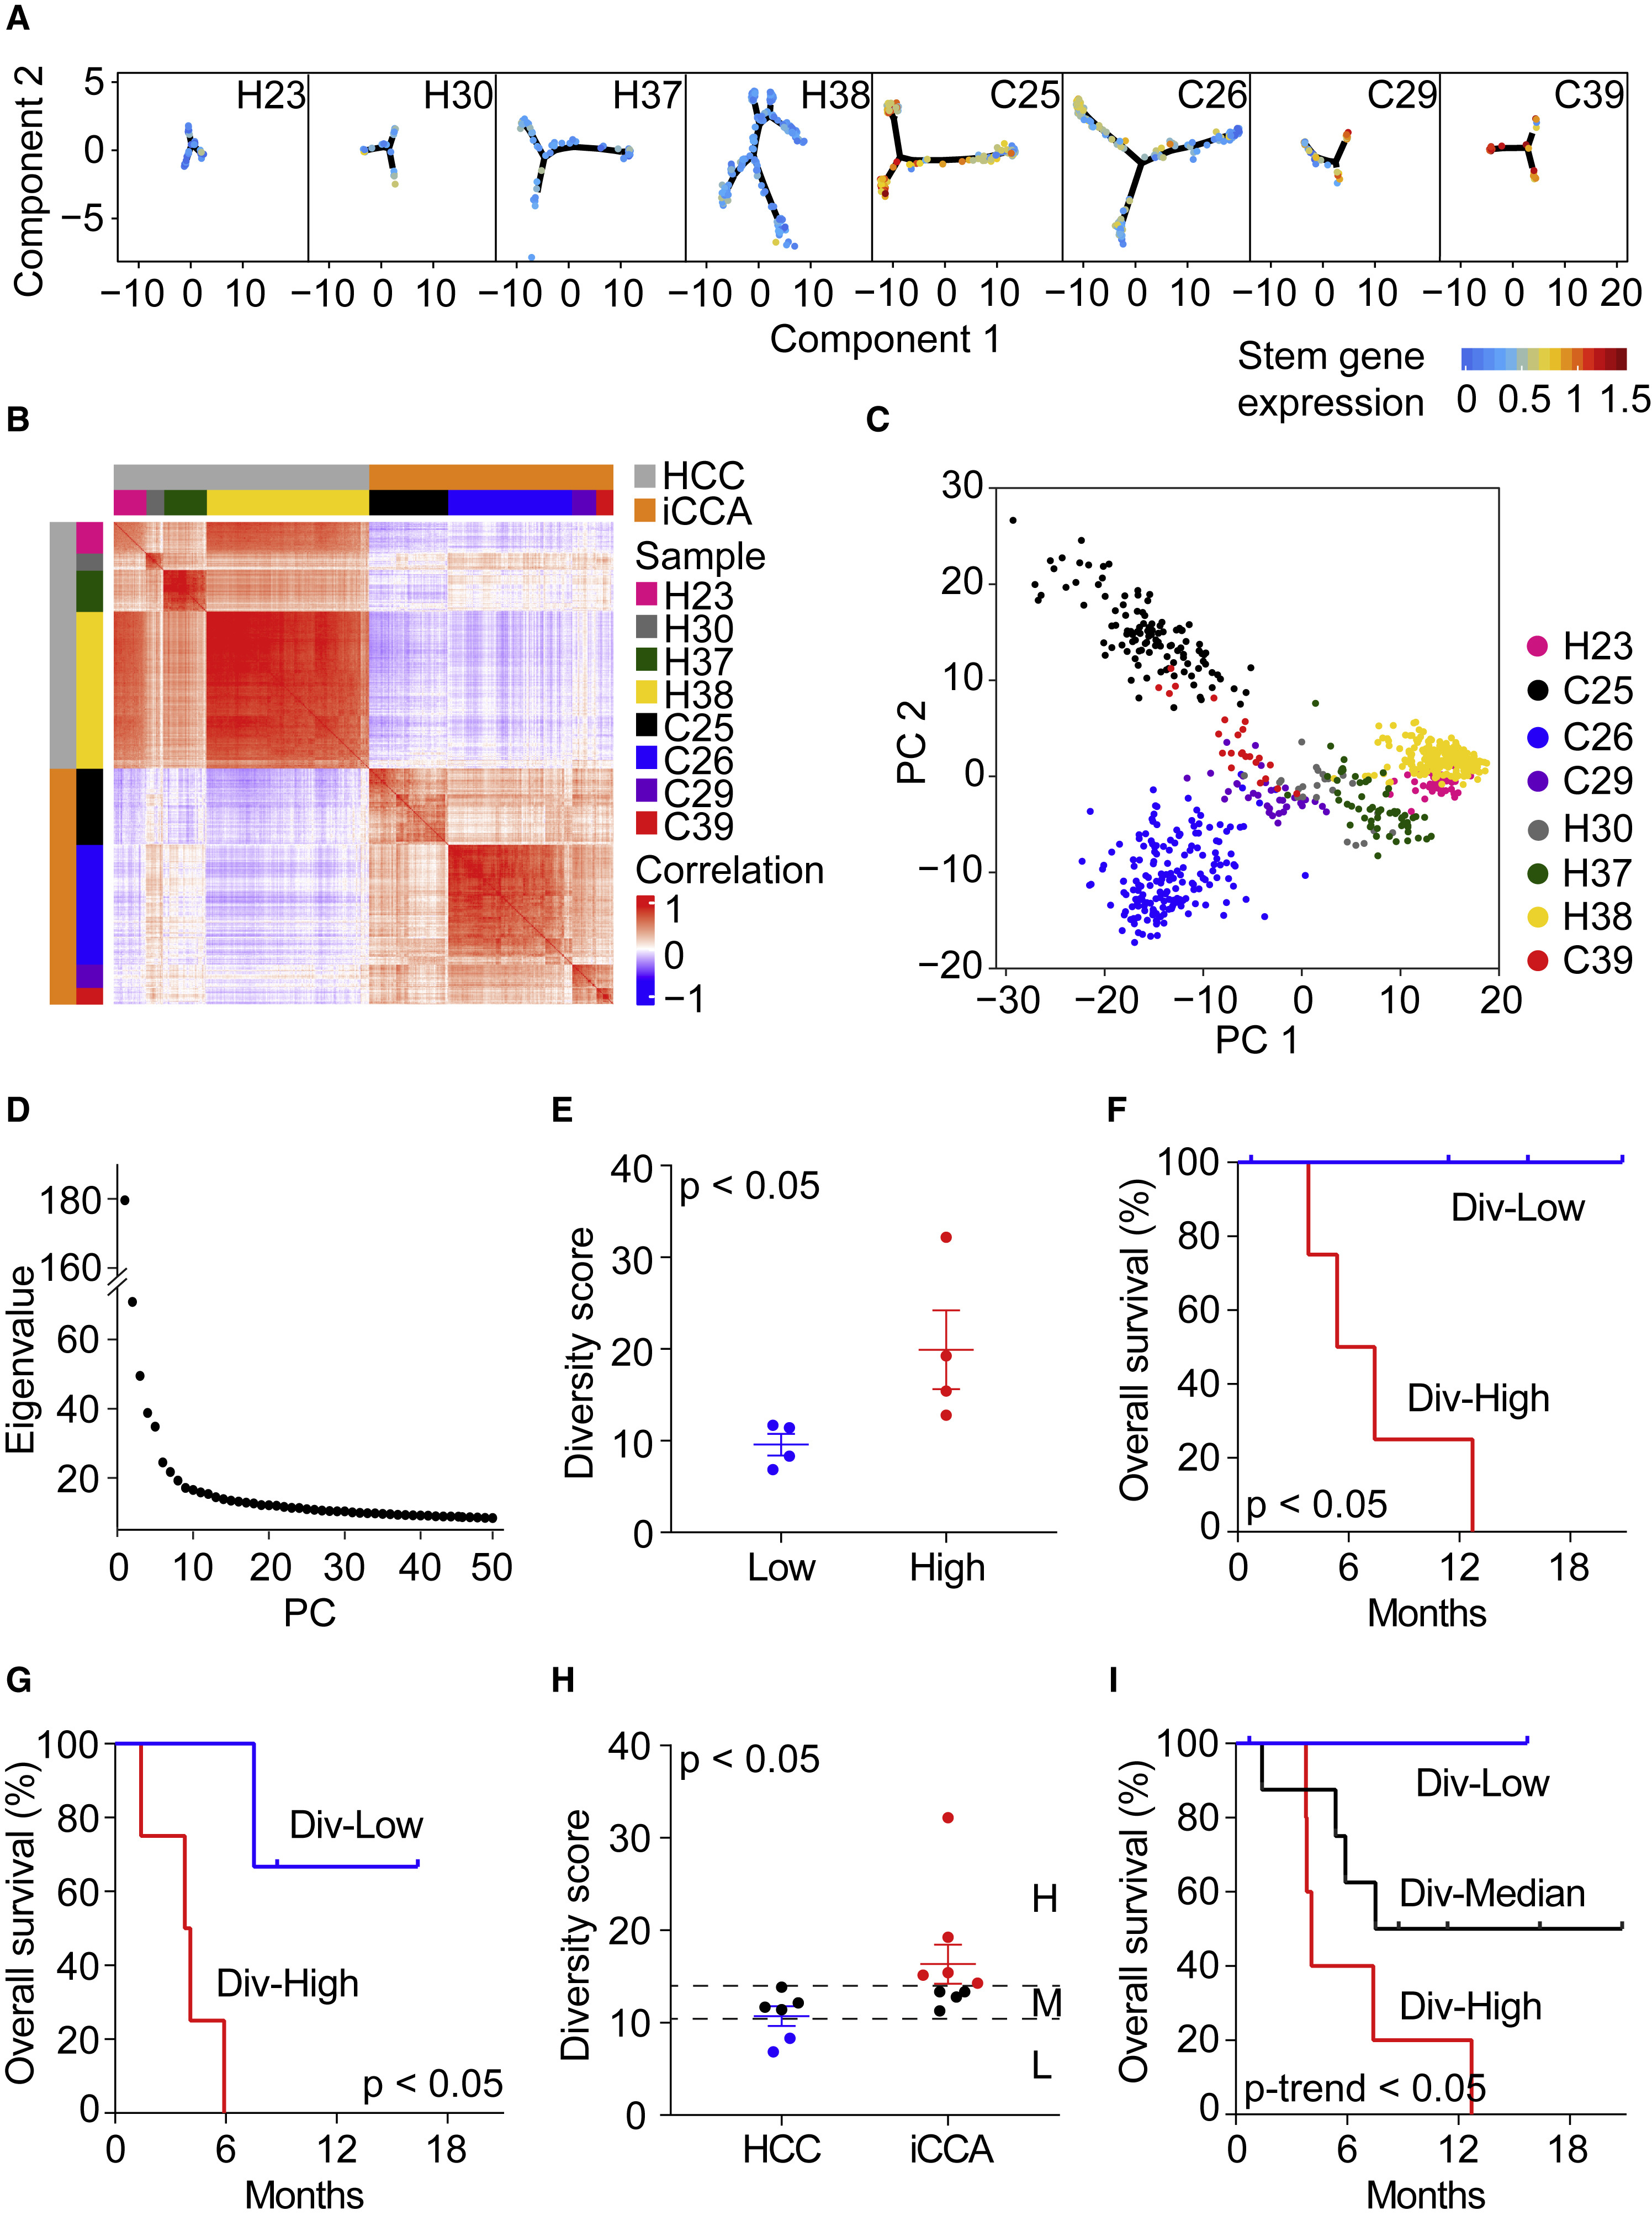 A
Component 2
5
0
−5
H23
H30
H37
H38
C25
C26
C29
C39
−10 0 10
−10 0 10
−10 0 10
−10 0 10
−10 0 10
−10 0 10
−10 0 10
−10 0 10 20
Component 1
Stem gene
expression
0 0.5 1 1.5
B
HCC
iCCA
Sample
H23
H30
H37
H38
C25
C26
C29
C39
Correlation
1
0
−1
C
PC 2
30
20
10
0
−10
−20
−30 −20 −10 0 10 20
PC 1
H23
C25
C26
C29
H30
H37
H38
C39
D
Eigenvalue
180
160
60
40
20
0 10 20 30 40 50
PC
E
Diversity score
40
30
20
10
0
p < 0.05
Low High
F
Overall survival (%)
100
80
60
40
20
0
Div-Low
Div-High
p < 0.05
0 6 12 18
Months
G
Overall survival (%)
100
80
60
40
20
0
Div-Low
Div-High
p < 0.05
0 6 12 18
Months
H
Diversity score
40
30
20
10
0
p < 0.05
H
M
L
HCC iCCA
I
Overall survival (%)
100
80
60
40
20
0
Div-Low
Div-Median
Div-High
p-trend < 0.05
0 6 12 18
Months